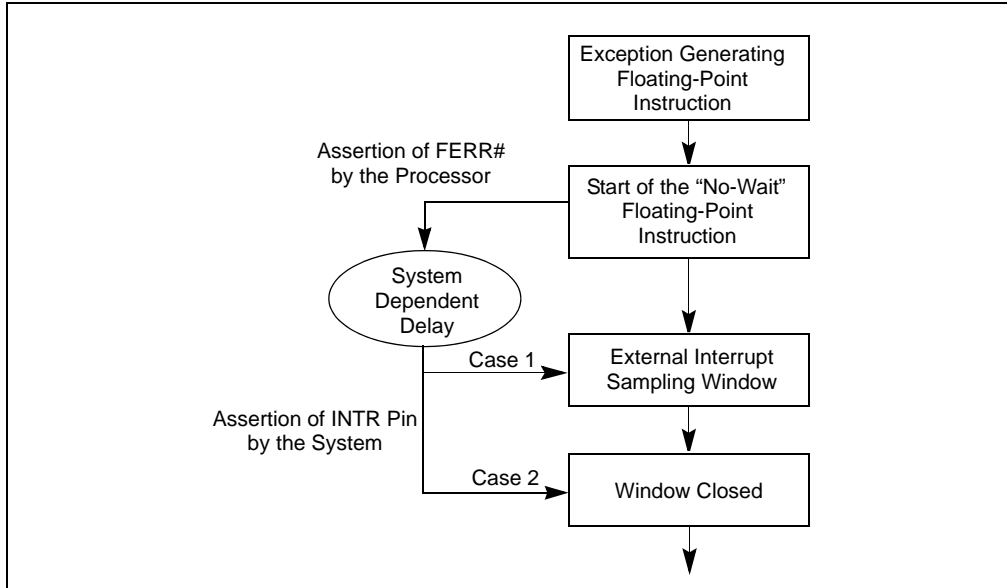 Exception Generating
Floating-Point
Instruction
Assertion of FERR#
by the Processor
Start of the “No-Wait”
Floating-Point
Instruction
System
Dependent
Delay
Case 1
External Interrupt
Sampling Window
Assertion of INTR Pin
by the System
Case 2
Window Closed